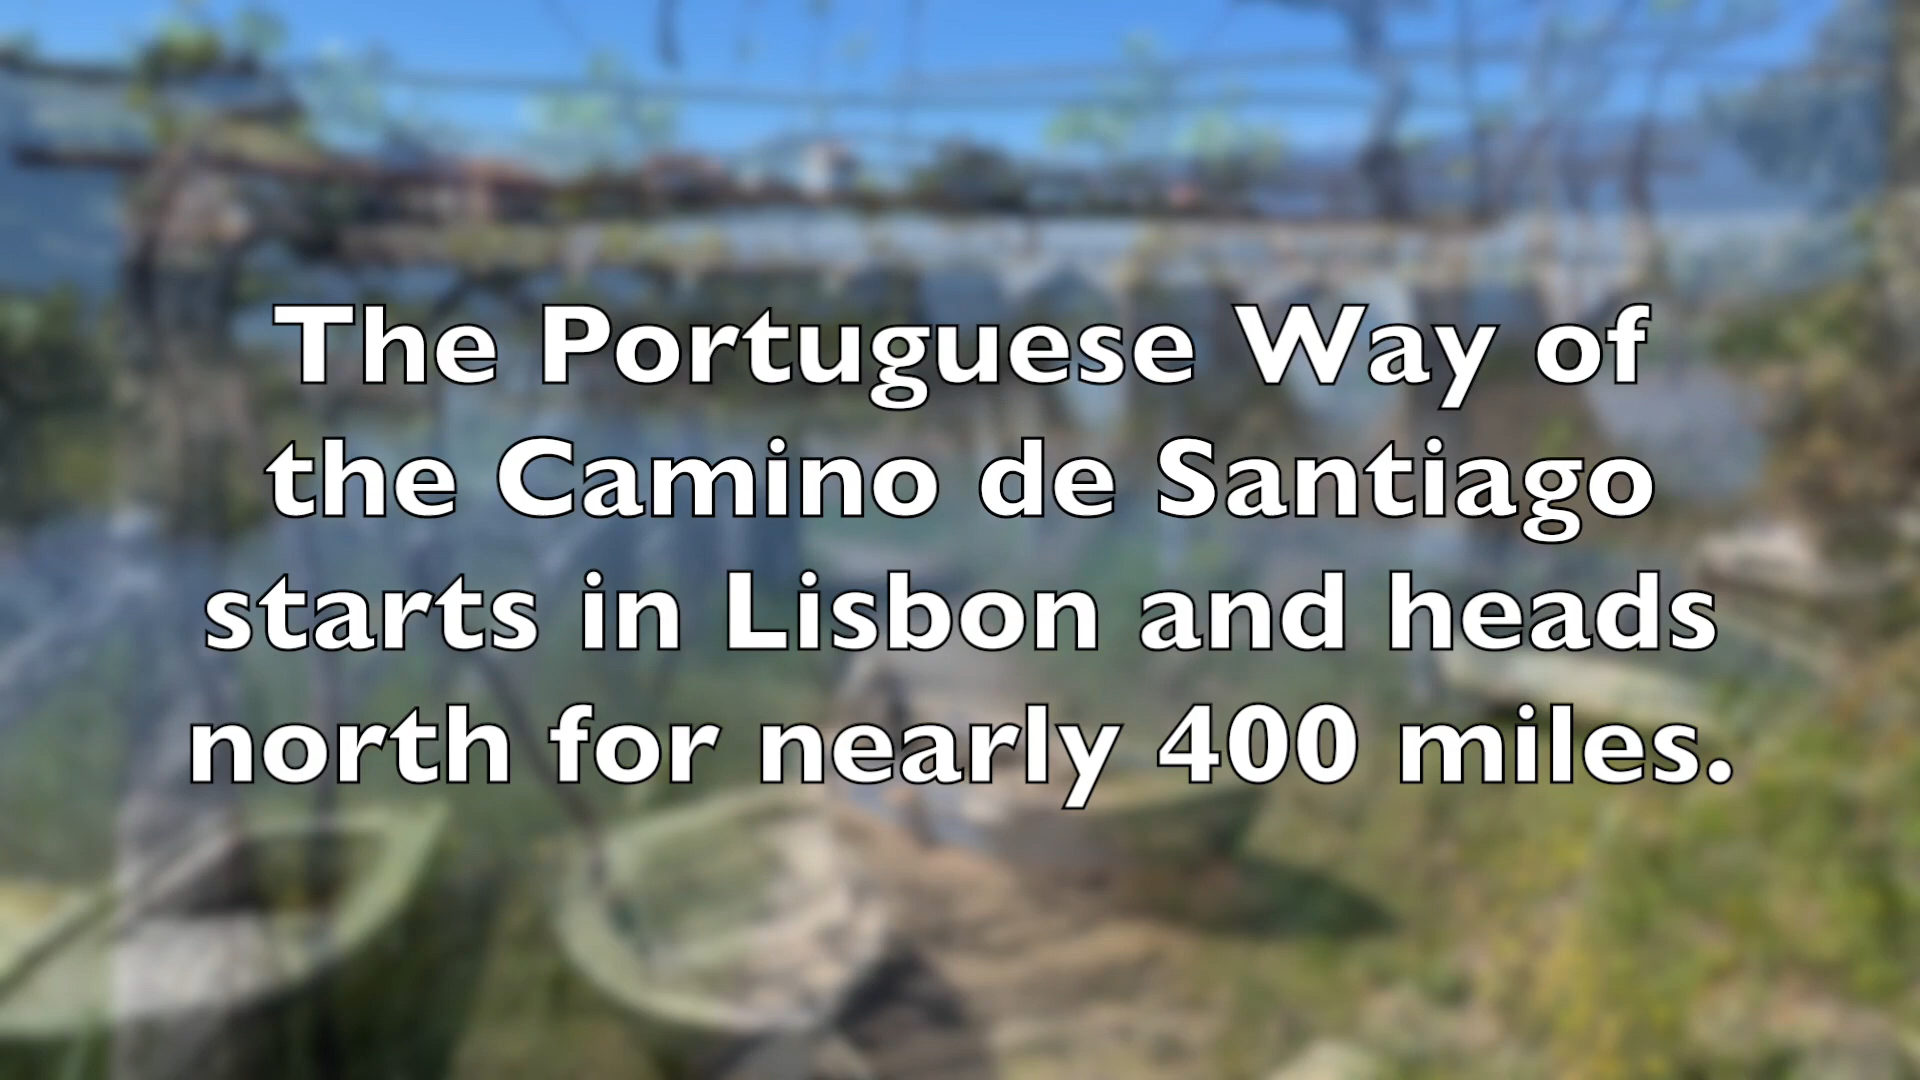 The Portuguese Way of
the Camino de Santiago
starts in Lisbon and heads
north for nearly 400 miles.